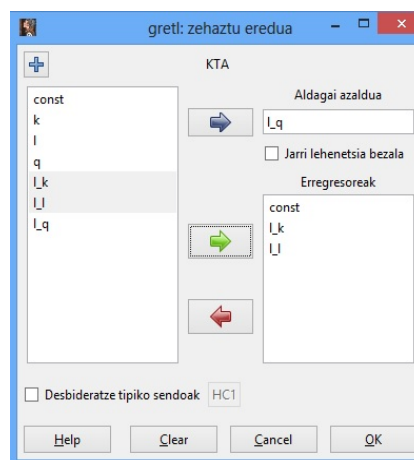 gretl: zehaztu eredua
KTA
const
k
l
q
l_k
l_l
l_q
Aldagai azaldua
l_q
Jarri lehenetsia bezala
Erregresoreak
const
l_k
l_l
Desbideratze tipiko sendoak HC1
Help Clear Cancel OK